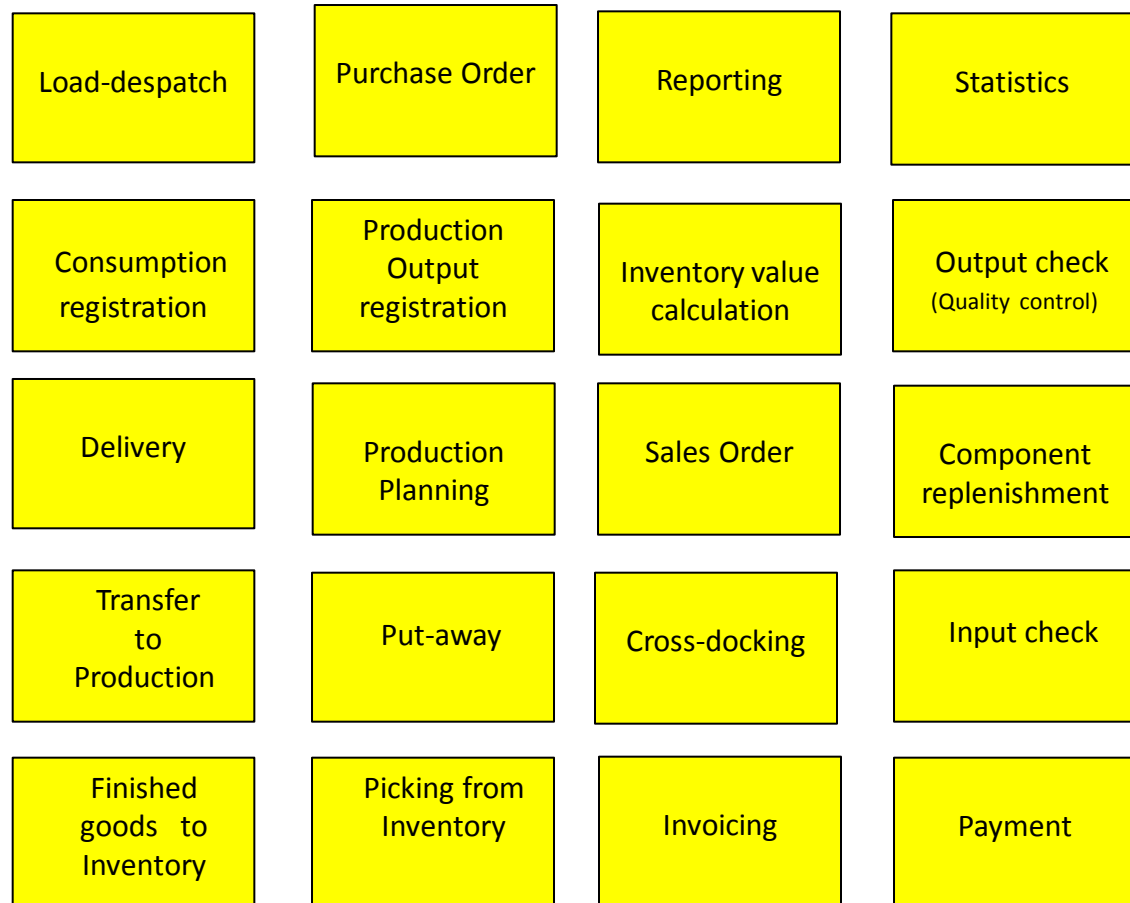 Load-despatch
Purchase Order
Reporting
Statistics
Consumption
registration
Production
Output
registration
Inventory value
calculation
Output check
(Quality control)
Delivery
Production
Planning
Sales Order
Component
replenishment
Transfer
to
Production
Put-away
Cross-docking
Input check
Finished
goods to
Inventory
Picking from
Inventory
Invoicing
Payment